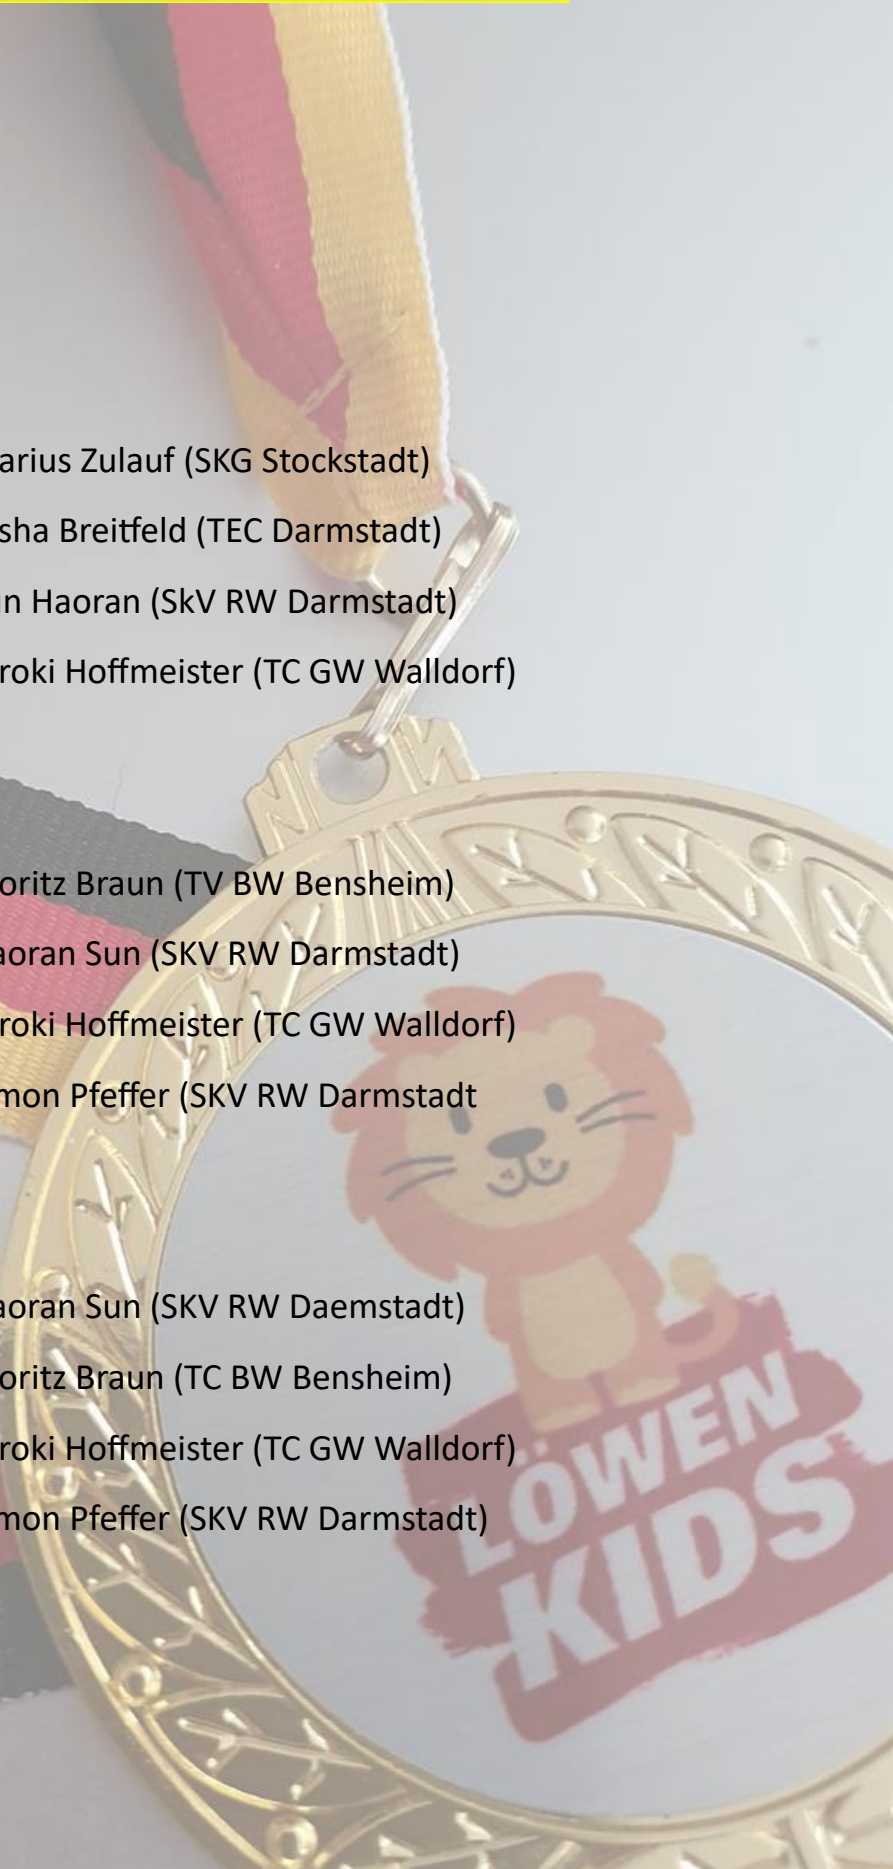 arius Zulauf (SKG Stockstadt)
sha Breitfeld (TEC Darmstadt)
n Haoran (SkV RW Darmstadt)
roki Hoffmeister (TC GW Walldorf)
oritz Braun (TV BW Bensheim)
aoran Sun (SKV RW Darmstadt)
roki Hoffmeister (TC GW Walldorf)
mon Pfeffer (SKV RW Darmstadt
aoran Sun (SKV RW Daemstadt)
oritz Braun (TC BW Bensheim)
roki Hoffmeister (TC GW Walldorf)
mon Pfeffer (SKV RW Darmstadt)
LÖWEN
KIDS